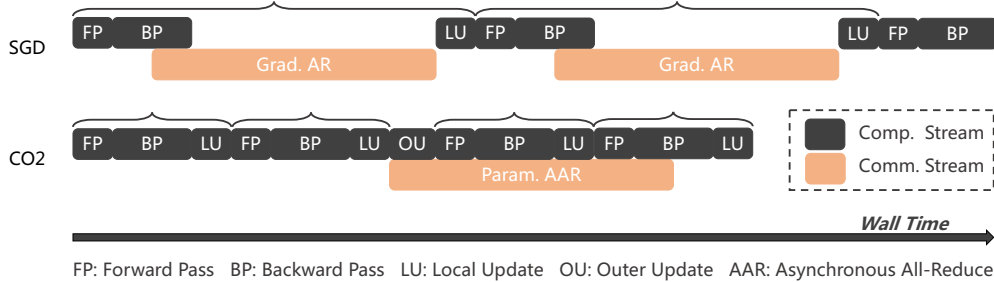 FP BP LU FP BP LU FP BP
SGD
Grad. AR Grad. AR
FP BP LU FP BP LU OU FP BP LU FP BP LU
CO2
Param. AAR
Comp. Stream
Comm. Stream
Wall Time
FP: Forward Pass BP: Backward Pass LU: Local Update OU: Outer Update AAR: Asynchronous All-Reduce